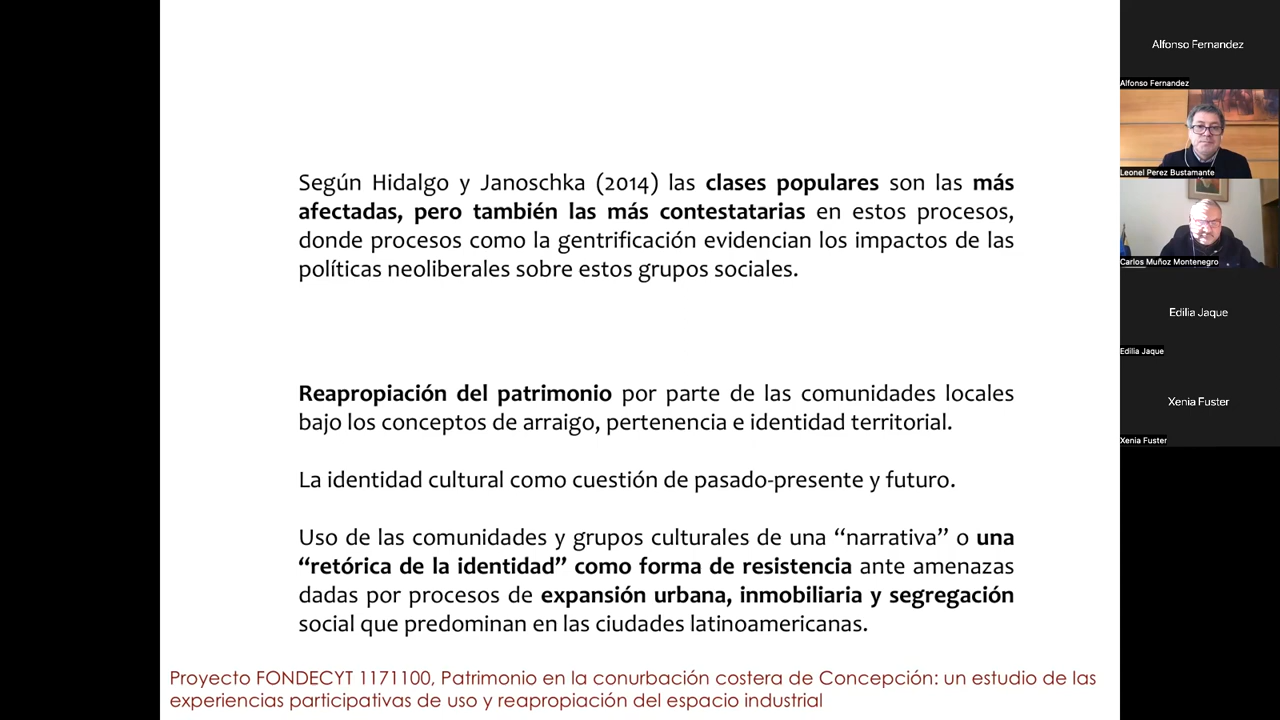 Según Hidalgo y Janoschka (2014) las clases populares son las más
afectadas, pero también las más contestatarias en estos procesos,
donde procesos como la gentrificación evidencian los impactos de las
políticas neoliberales sobre estos grupos sociales.
Reapropiación del patrimonio por parte de las comunidades locales
bajo los conceptos de arraigo, pertenencia e identidad territorial.
La identidad cultural como cuestión de pasado-presente y futuro.
Uso de las comunidades y grupos culturales de una “narrativa” o una
“retórica de la identidad” como forma de resistencia ante amenazas
dadas por procesos de expansión urbana, inmobiliaria y segregación
social que predominan en las ciudades latinoamericanas.
Proyecto FONDECYT 1171100, Patrimonio en la conurbación costera de Concepción: un estudio de las
experiencias participativas de uso y reapropiación del espacio industrial
Alfonso Fernandez
Alfonso Fernandez
Leonel Perez Bustamante
Carlos Muñoz Montenegro
Edilia Jaque
Edilia Jaque
Xenia Fuster
Xenia Fuster